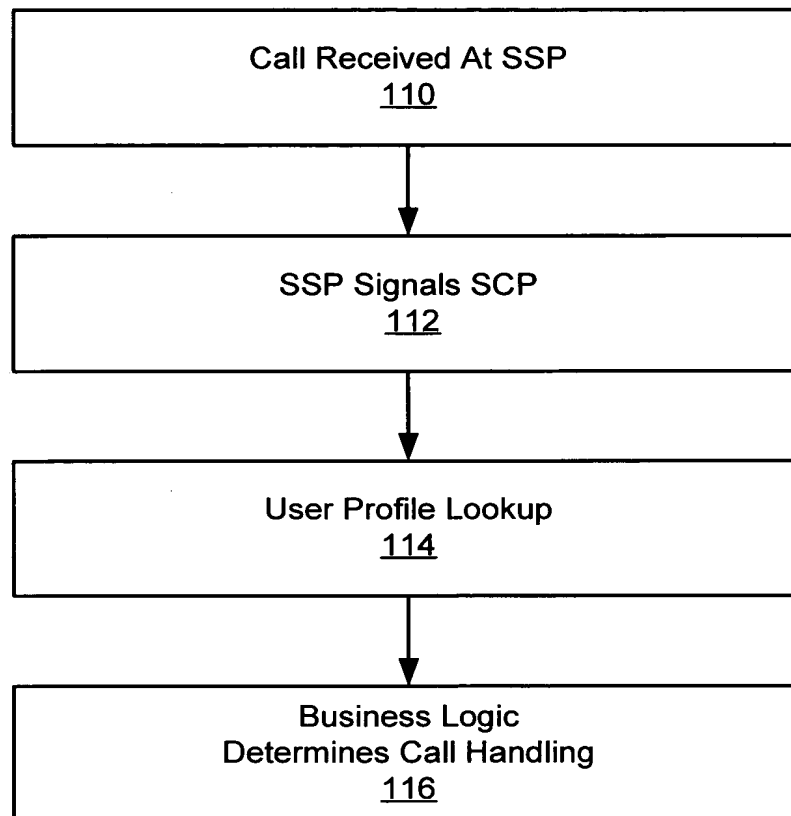 Call Received At SSP
110
SSP Signals SCP
112
User Profile Lookup
114
Business Logic
Determines Call Handling
116